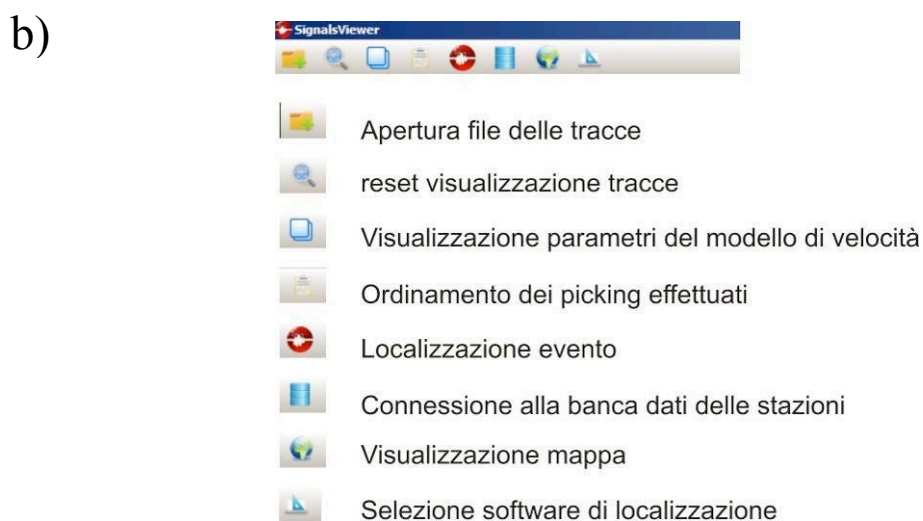 b)
SignalsViewer
Apertura file delle tracce
reset visualizzazione tracce
Visualizzazione parametri del modello di velocità
Ordinamento dei picking effettuati
Localizzazione evento
Connessione alla banca dati delle stazioni
Visualizzazione mappa
Selezione software di localizzazione